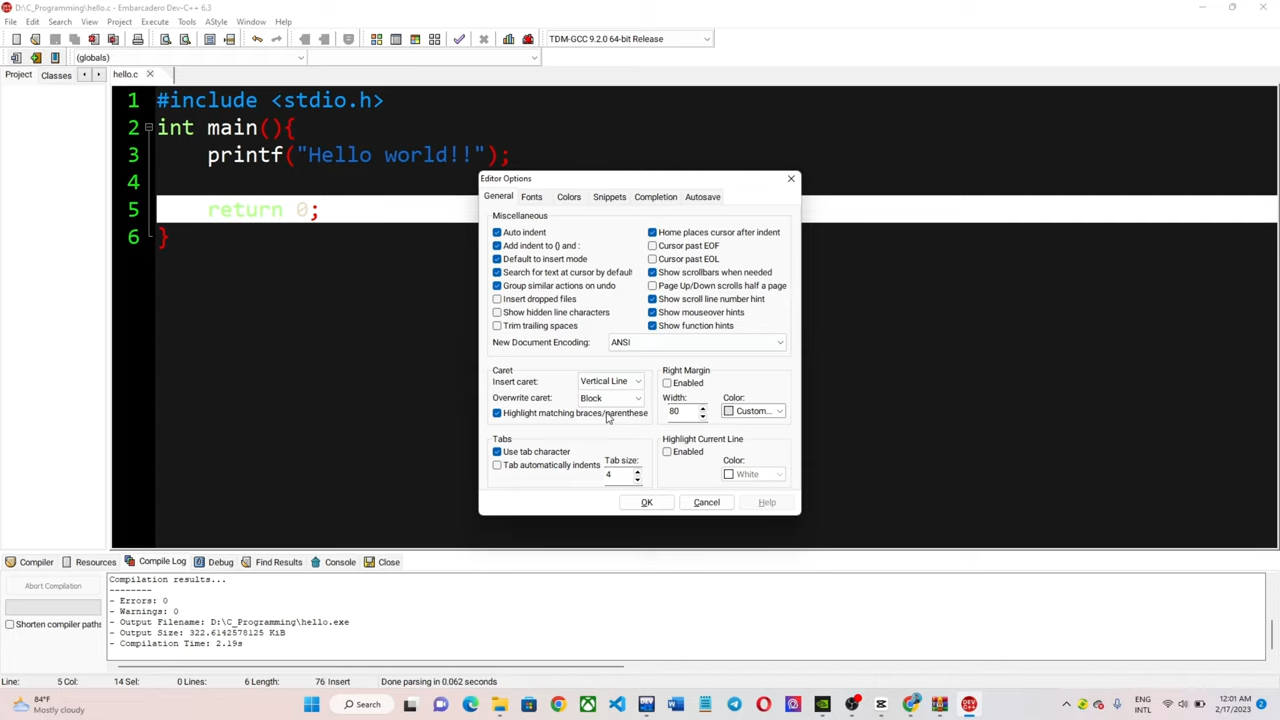 D:\C_Programming\hello.c - Embarcadero Dev-C++ 6.3
File Edit Search View Project Execute Tools AStyle Window Help
TDM-GCC 9.2.0 64-bit Release
(globals)
Project Classes hello.c
1 #include <stdio.h>
2 int main(){
3 printf("Hello world!!");
4
5 return 0;
6 }
Editor Options
General Fonts Colors Snippets Completion Autosave
Miscellaneous
Auto indent
Add indent to {} and :
Default to insert mode
Search for text at cursor by default
Group similar actions on undo
Insert dropped files
Show hidden line characters
Trim trailing spaces
Home places cursor after indent
Cursor past EOF
Cursor past EOL
Show scrollbars when needed
Page Up/Down scrolls half a page
Show scroll line number hint
Show mouseover hints
Show function hints
New Document Encoding: ANSI
Caret
Insert caret: Vertical Line
Overwrite caret: Block
Highlight matching braces/parenthese
Right Margin
Enabled
Width: Color:
80 Custom...
Tabs
Use tab character
Tab automatically indents
Tab size:
4
Highlight Current Line
Enabled
Color:
White
OK Cancel Help
Compiler Resources Compile Log Debug Find Results Console Close
Abort Compilation
Shorten compiler paths
Compilation results...
--------
- Errors: 0
- Warnings: 0
- Output Filename: D:\C_Programming\hello.exe
- Output Size: 322.6142578125 KiB
- Compilation Time: 2.19s
Line: 5 Col: 14 Sel: 0 Lines: 6 Length: 76 Insert Done parsing in 0.062 seconds
84°F
Mostly cloudy
Search
ENG
INTL
12:01 AM
2/17/2023
2